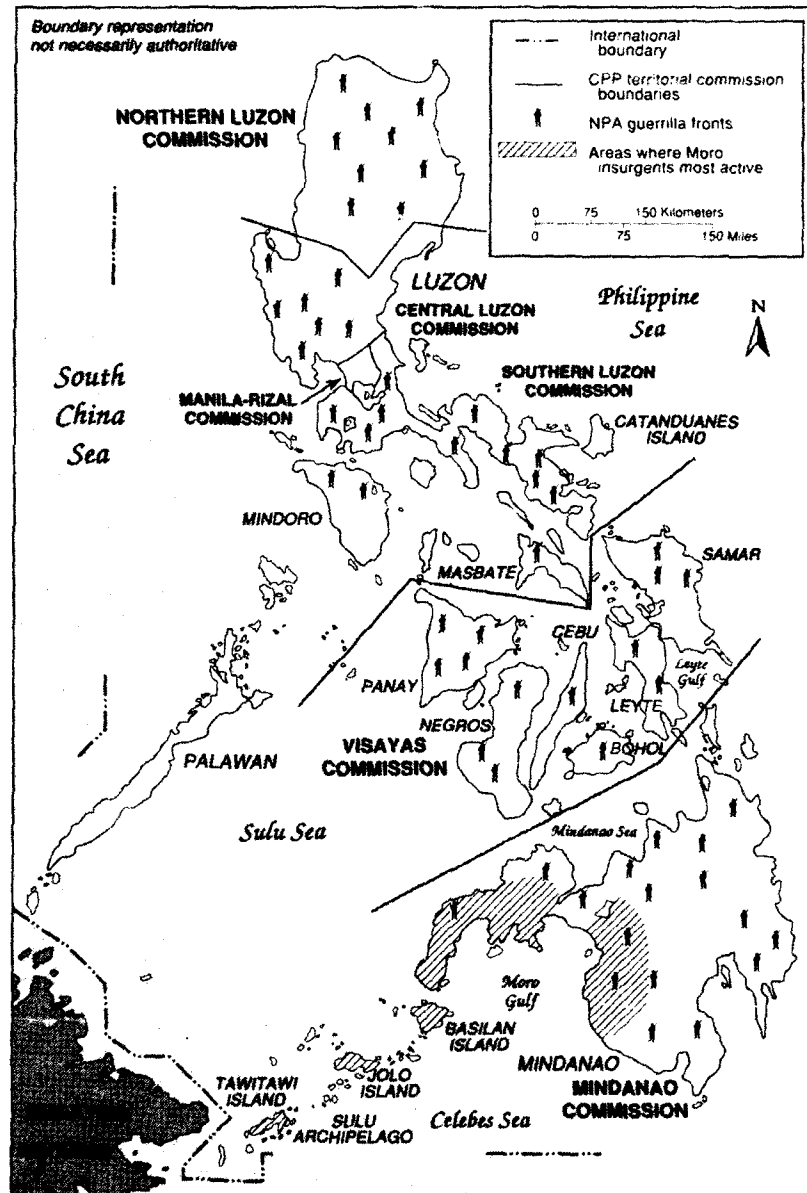 Boundary representation
not necessarily authoritative
International
boundary
CPP territorial commission
boundaries
NPA guerrilla fronts
Areas where Moro
insurgents most active
0 75 150 Kilometers
0 75 150 Miles
NORTHERN LUZON
COMMISSION
LUZON
CENTRAL LUZON
COMMISSION
Philippine
Sea
N
South
China
Sea
MANILA-RIZAL
COMMISSION
SOUTHERN LUZON
COMMISSION
CATANDUANES
ISLAND
MINDORO
MASBATE
SAMAR
CEBU
PANAY
LEYTE
Leyte
Gulf
NEGROS
BOHOL
VISAYAS
COMMISSION
PALAWAN
Sulu Sea
Mindanao Sea
Moro
Gulf
BASILAN
ISLAND
MINDANAO
MINDANAO
COMMISSION
JOLO
ISLAND
TAWITAWI
ISLAND
SULU
ARCHIPELAGO
Celebes Sea